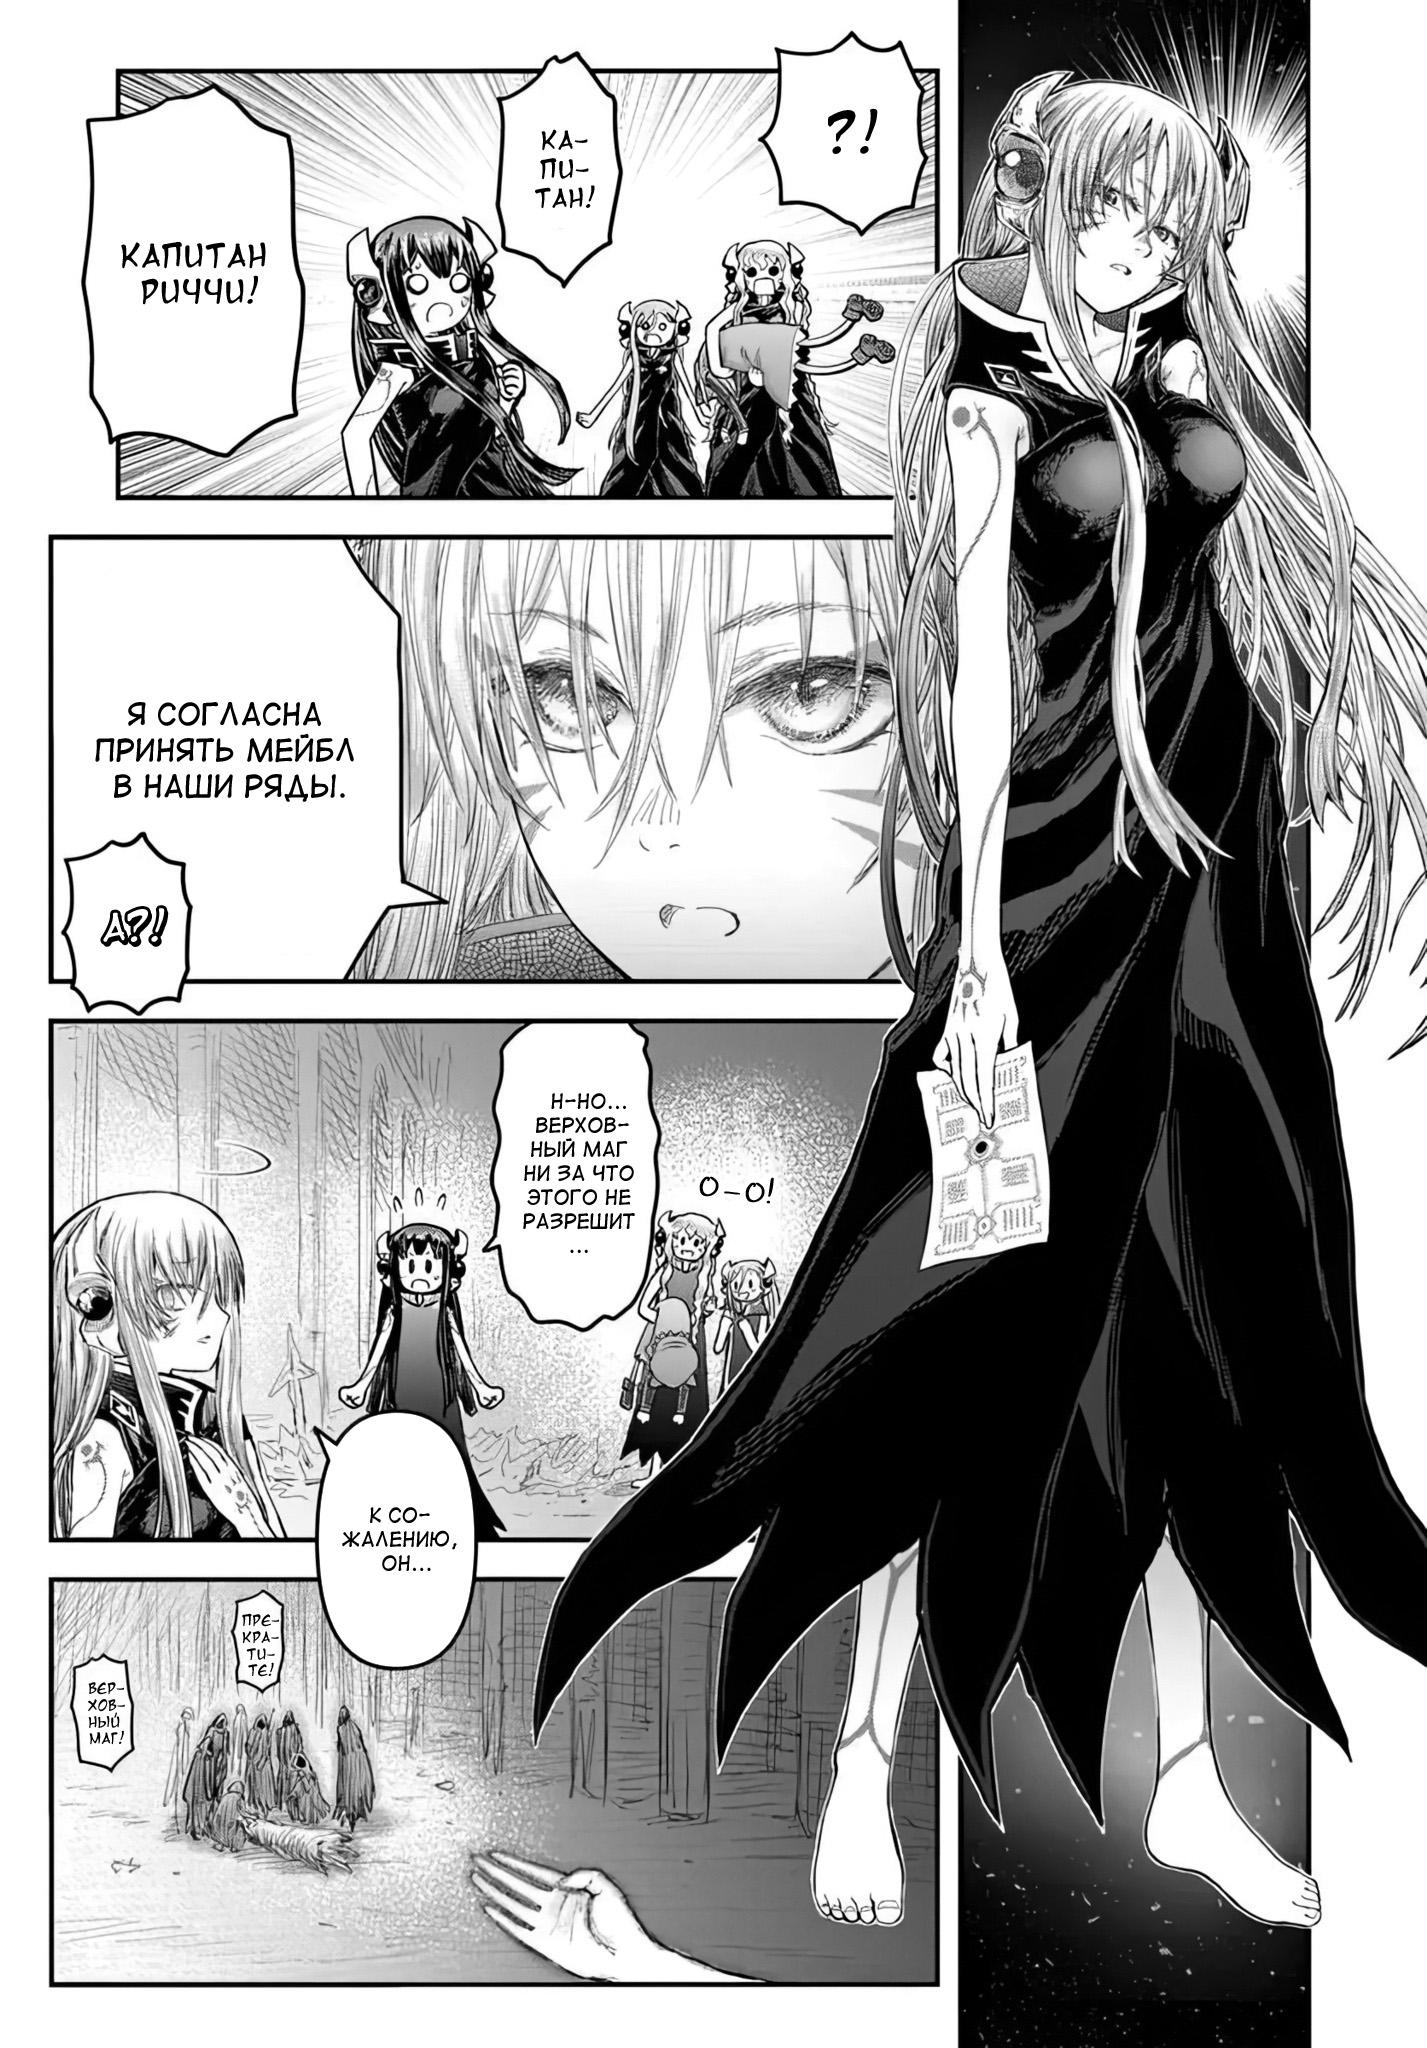 ?!
КА-
ПИ-
ТАН!
КАПИТАН
РИЧЧИ!
Я СОГЛАСНА
ПРИНЯТЬ МЕЙБЛ
В НАШИ РЯДЫ.
А?!
О-О!
Н-НО...
ВЕРХОВ-
НЫЙ МАГ
НИ ЗА ЧТО
ЭТОГО НЕ
РАЗРЕШИТ
...
К СО-
ЖАЛЕНИЮ,
ОН...
ПРЕ-
КРА-
ТИ-
ТЕ!
ВЕР-
ХОВ-
НЫЙ
МАГ!